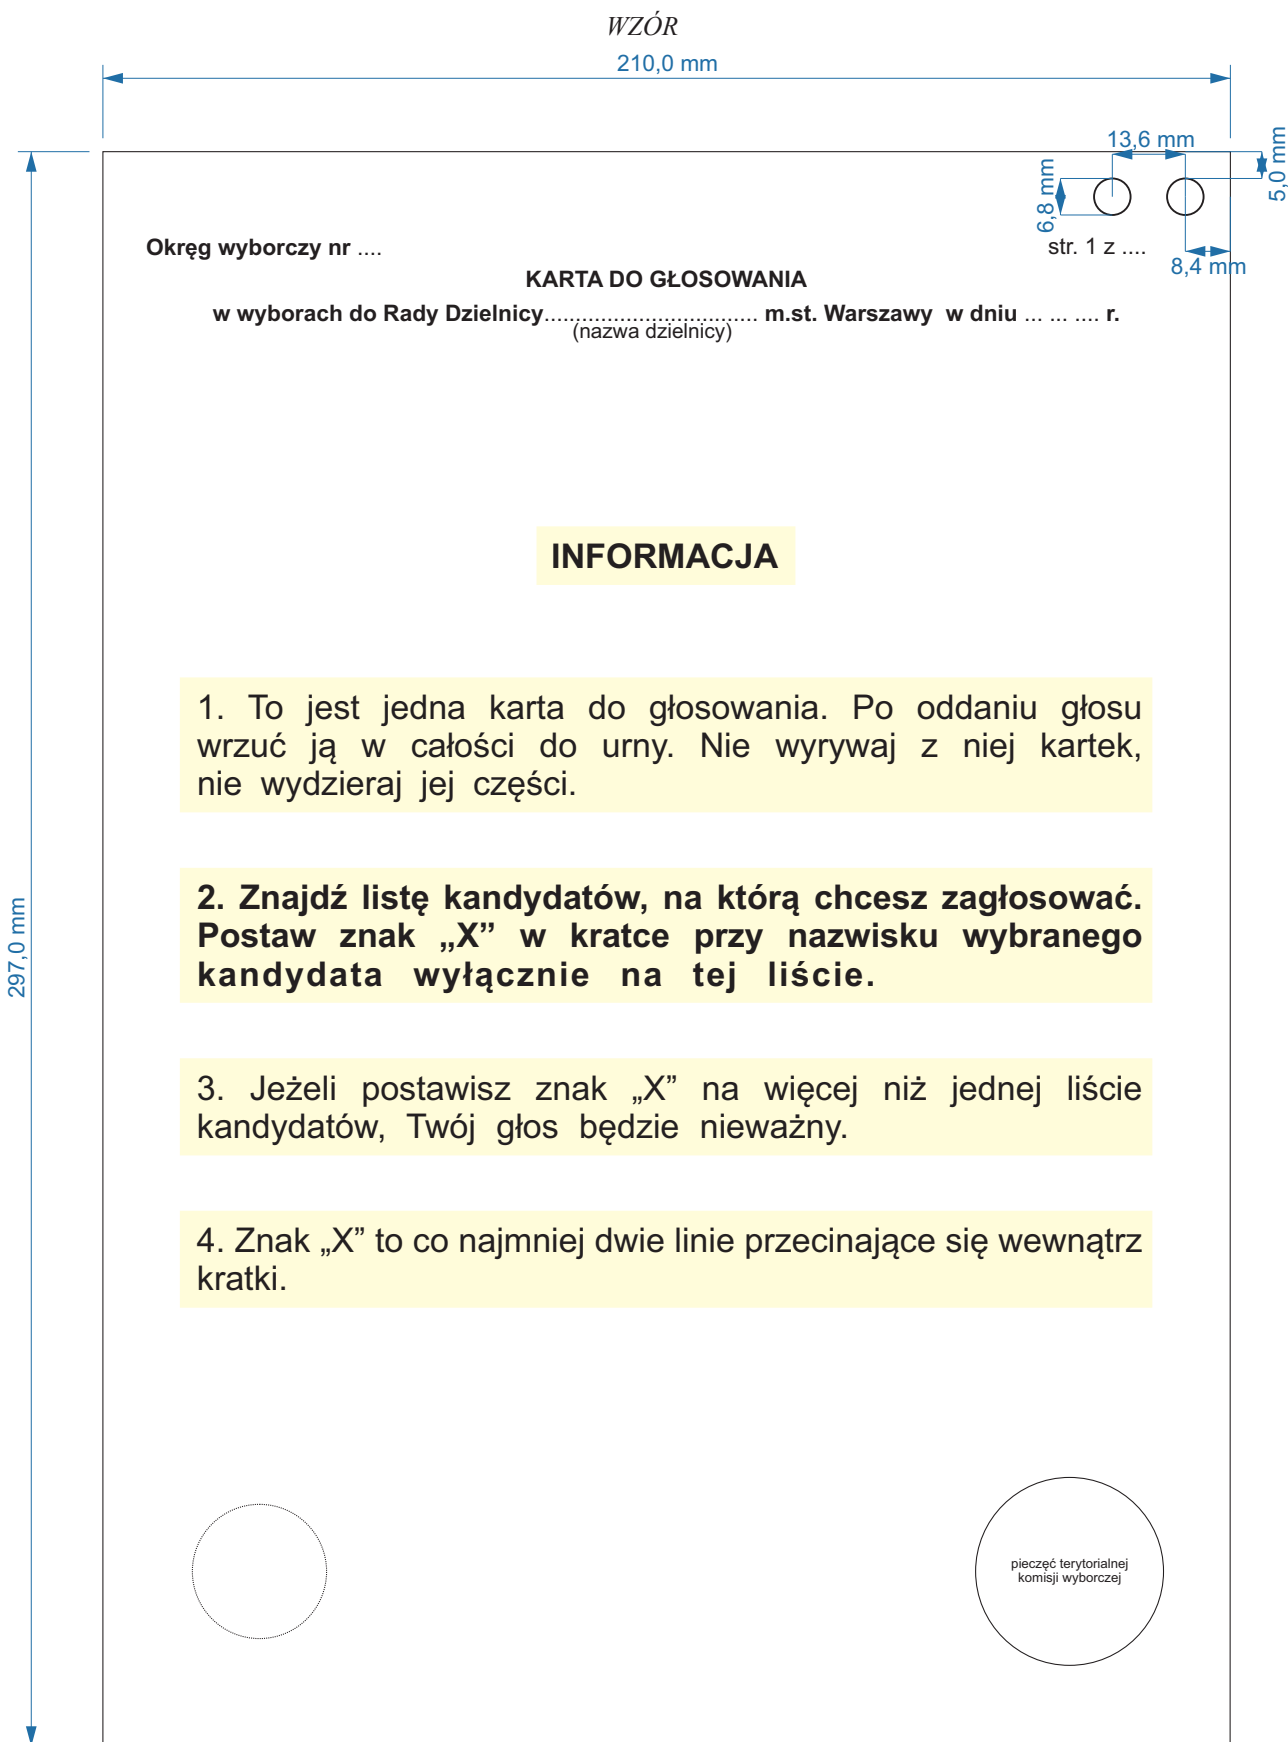 WZÓR
210,0 mm
13,6 mm
5,0 mm
6,8 mm
Okręg wyborczy nr ....
str. 1 z ....
8,4 mm
KARTA DO GŁOSOWANIA
w wyborach do Rady Dzielnicy.................................. m.st. Warszawy w dniu ... ... .... r.
(nazwa dzielnicy)
INFORMACJA
1. To jest jedna karta do głosowania. Po oddaniu głosu
wrzuć ją w całości do urny. Nie wyrywaj z niej kartek,
nie wydzieraj jej części.
2. Znajdź listę kandydatów, na którą chcesz zagłosować.
Postaw znak „X” w kratce przy nazwisku wybranego
kandydata wyłącznie na tej liście.
297,0 mm
3. Jeżeli postawisz znak „X” na więcej niż jednej liście
kandydatów, Twój głos będzie nieważny.
4. Znak „X” to co najmniej dwie linie przecinające się wewnątrz
kratki.
pieczęć terytorialnej
komisji wyborczej